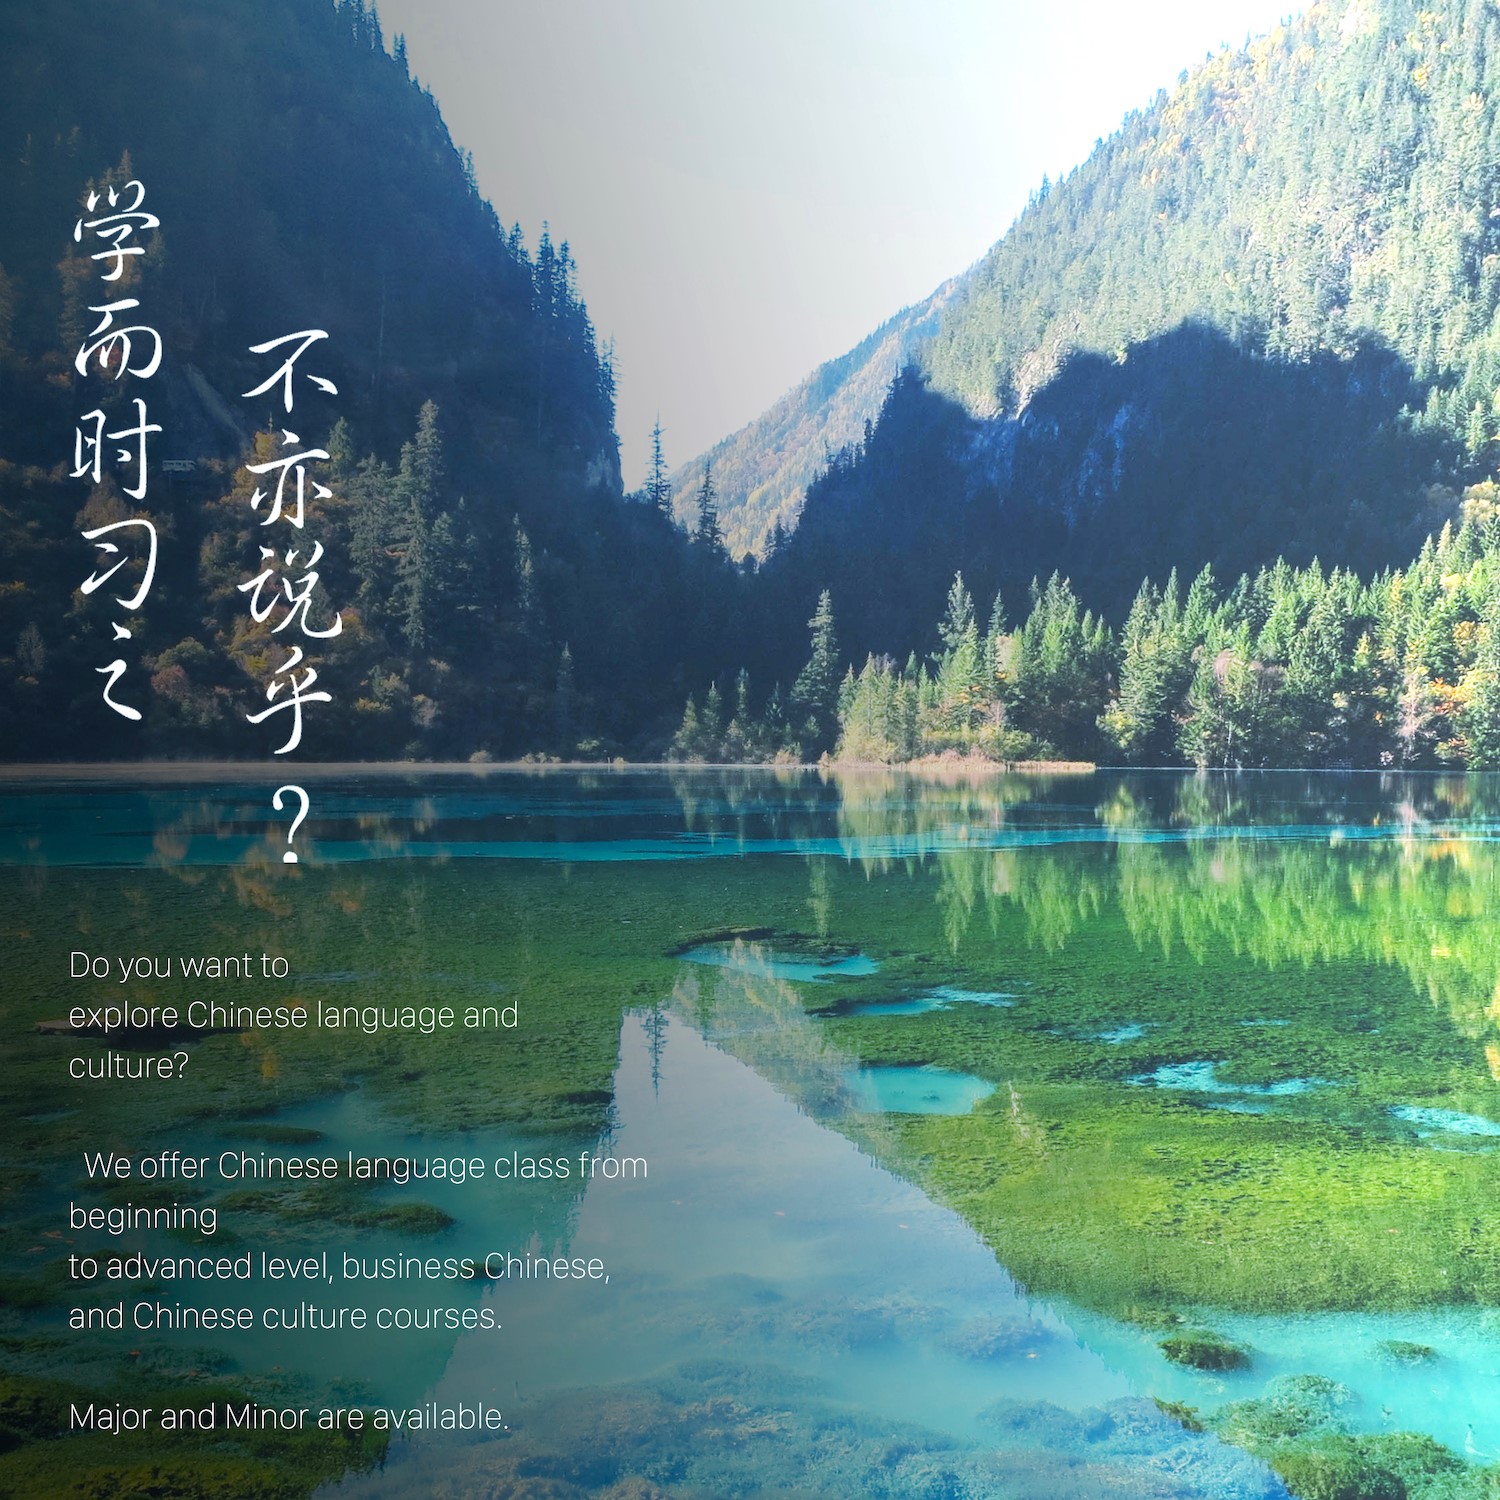 学而时习之
不亦说乎？
Do you want to
explore Chinese language and
culture?
We offer Chinese language class from
beginning
to advanced level, business Chinese,
and Chinese culture courses.
Major and Minor are available.